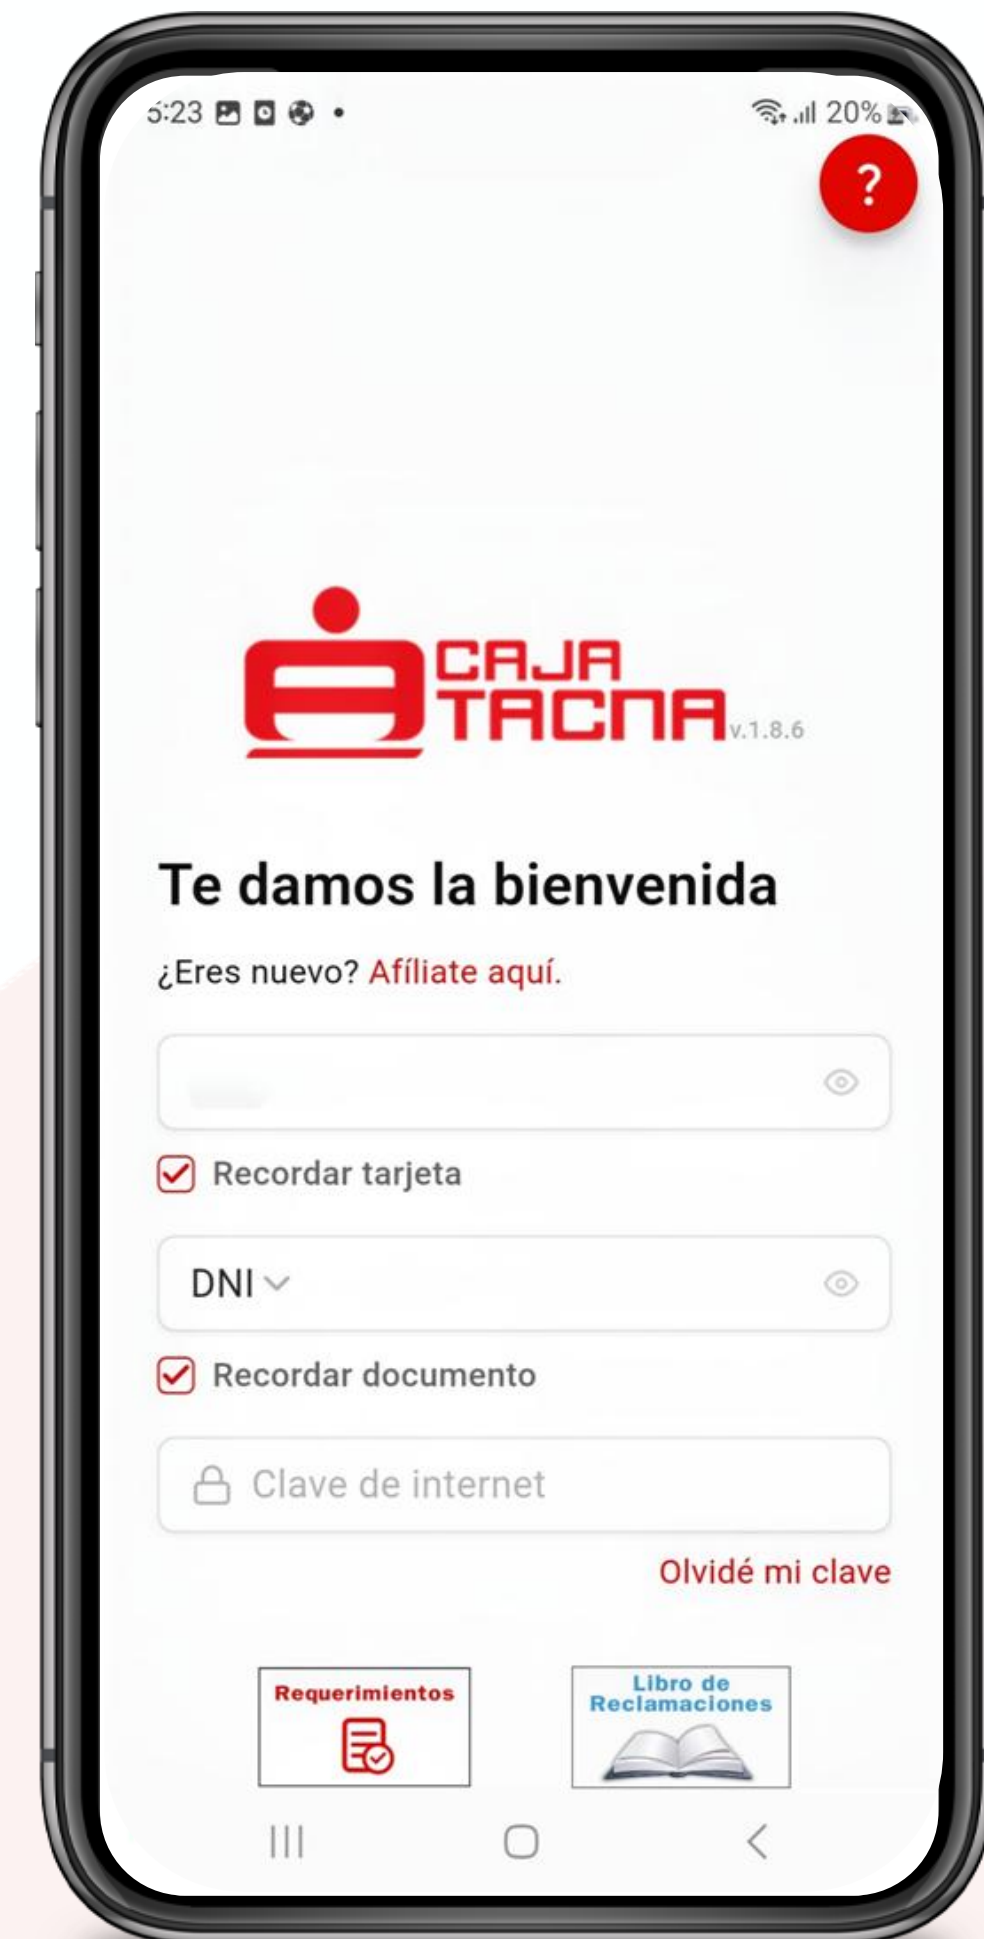 5:23
20%
?
CAJA
TACNA
v.1.8.6
Te damos la bienvenida
¿Eres nuevo? Afíliate aquí.
Recordar tarjeta
DNI
Recordar documento
Clave de internet
Olvidé mi clave
Requerimientos
Libro de
Reclamaciones